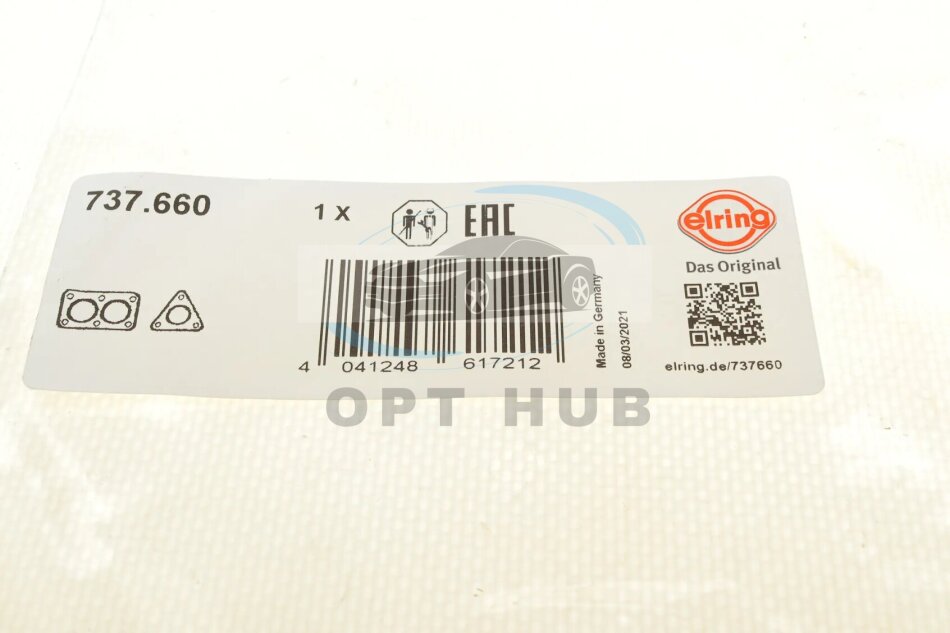 737.660
1 X
EAC
elring
Das Original
Made in Germany
08/03/2021
4 041248 617212
elring.de/737660
OPT HUB